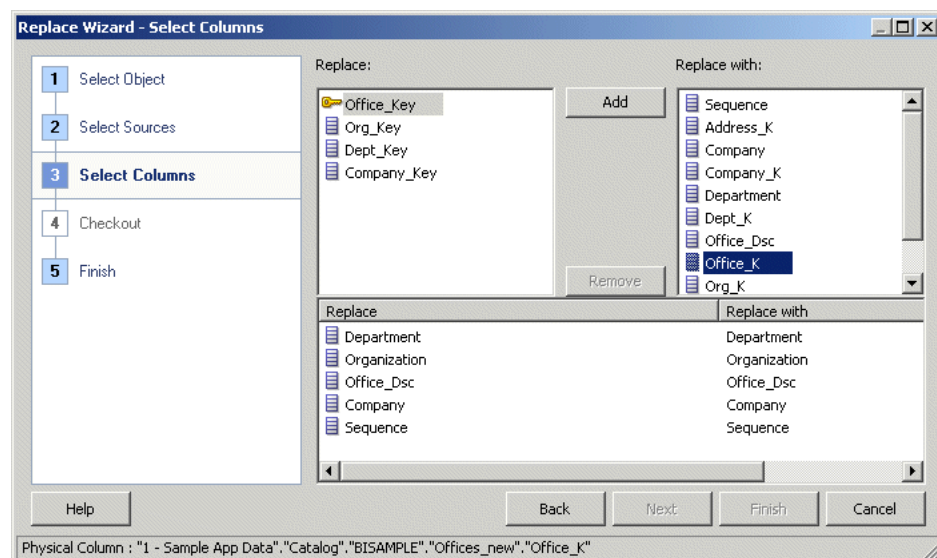 Replace Wizard - Select Columns
1 Select Object
2 Select Sources
3 Select Columns
4 Checkout
5 Finish
Replace:
Office_Key
Org_Key
Dept_Key
Company_Key
Add
Remove
Replace with:
Sequence
Address_K
Company
Company_K
Department
Dept_K
Office_Dsc
Office_K
Org_K
Replace Replace with
Department Department
Organization Organization
Office_Dsc Office_Dsc
Company Company
Sequence Sequence
Help Back Next Finish Cancel
Physical Column : "1 - Sample App Data"."Catalog"."BISAMPLE"."Offices_new"."Office_K"